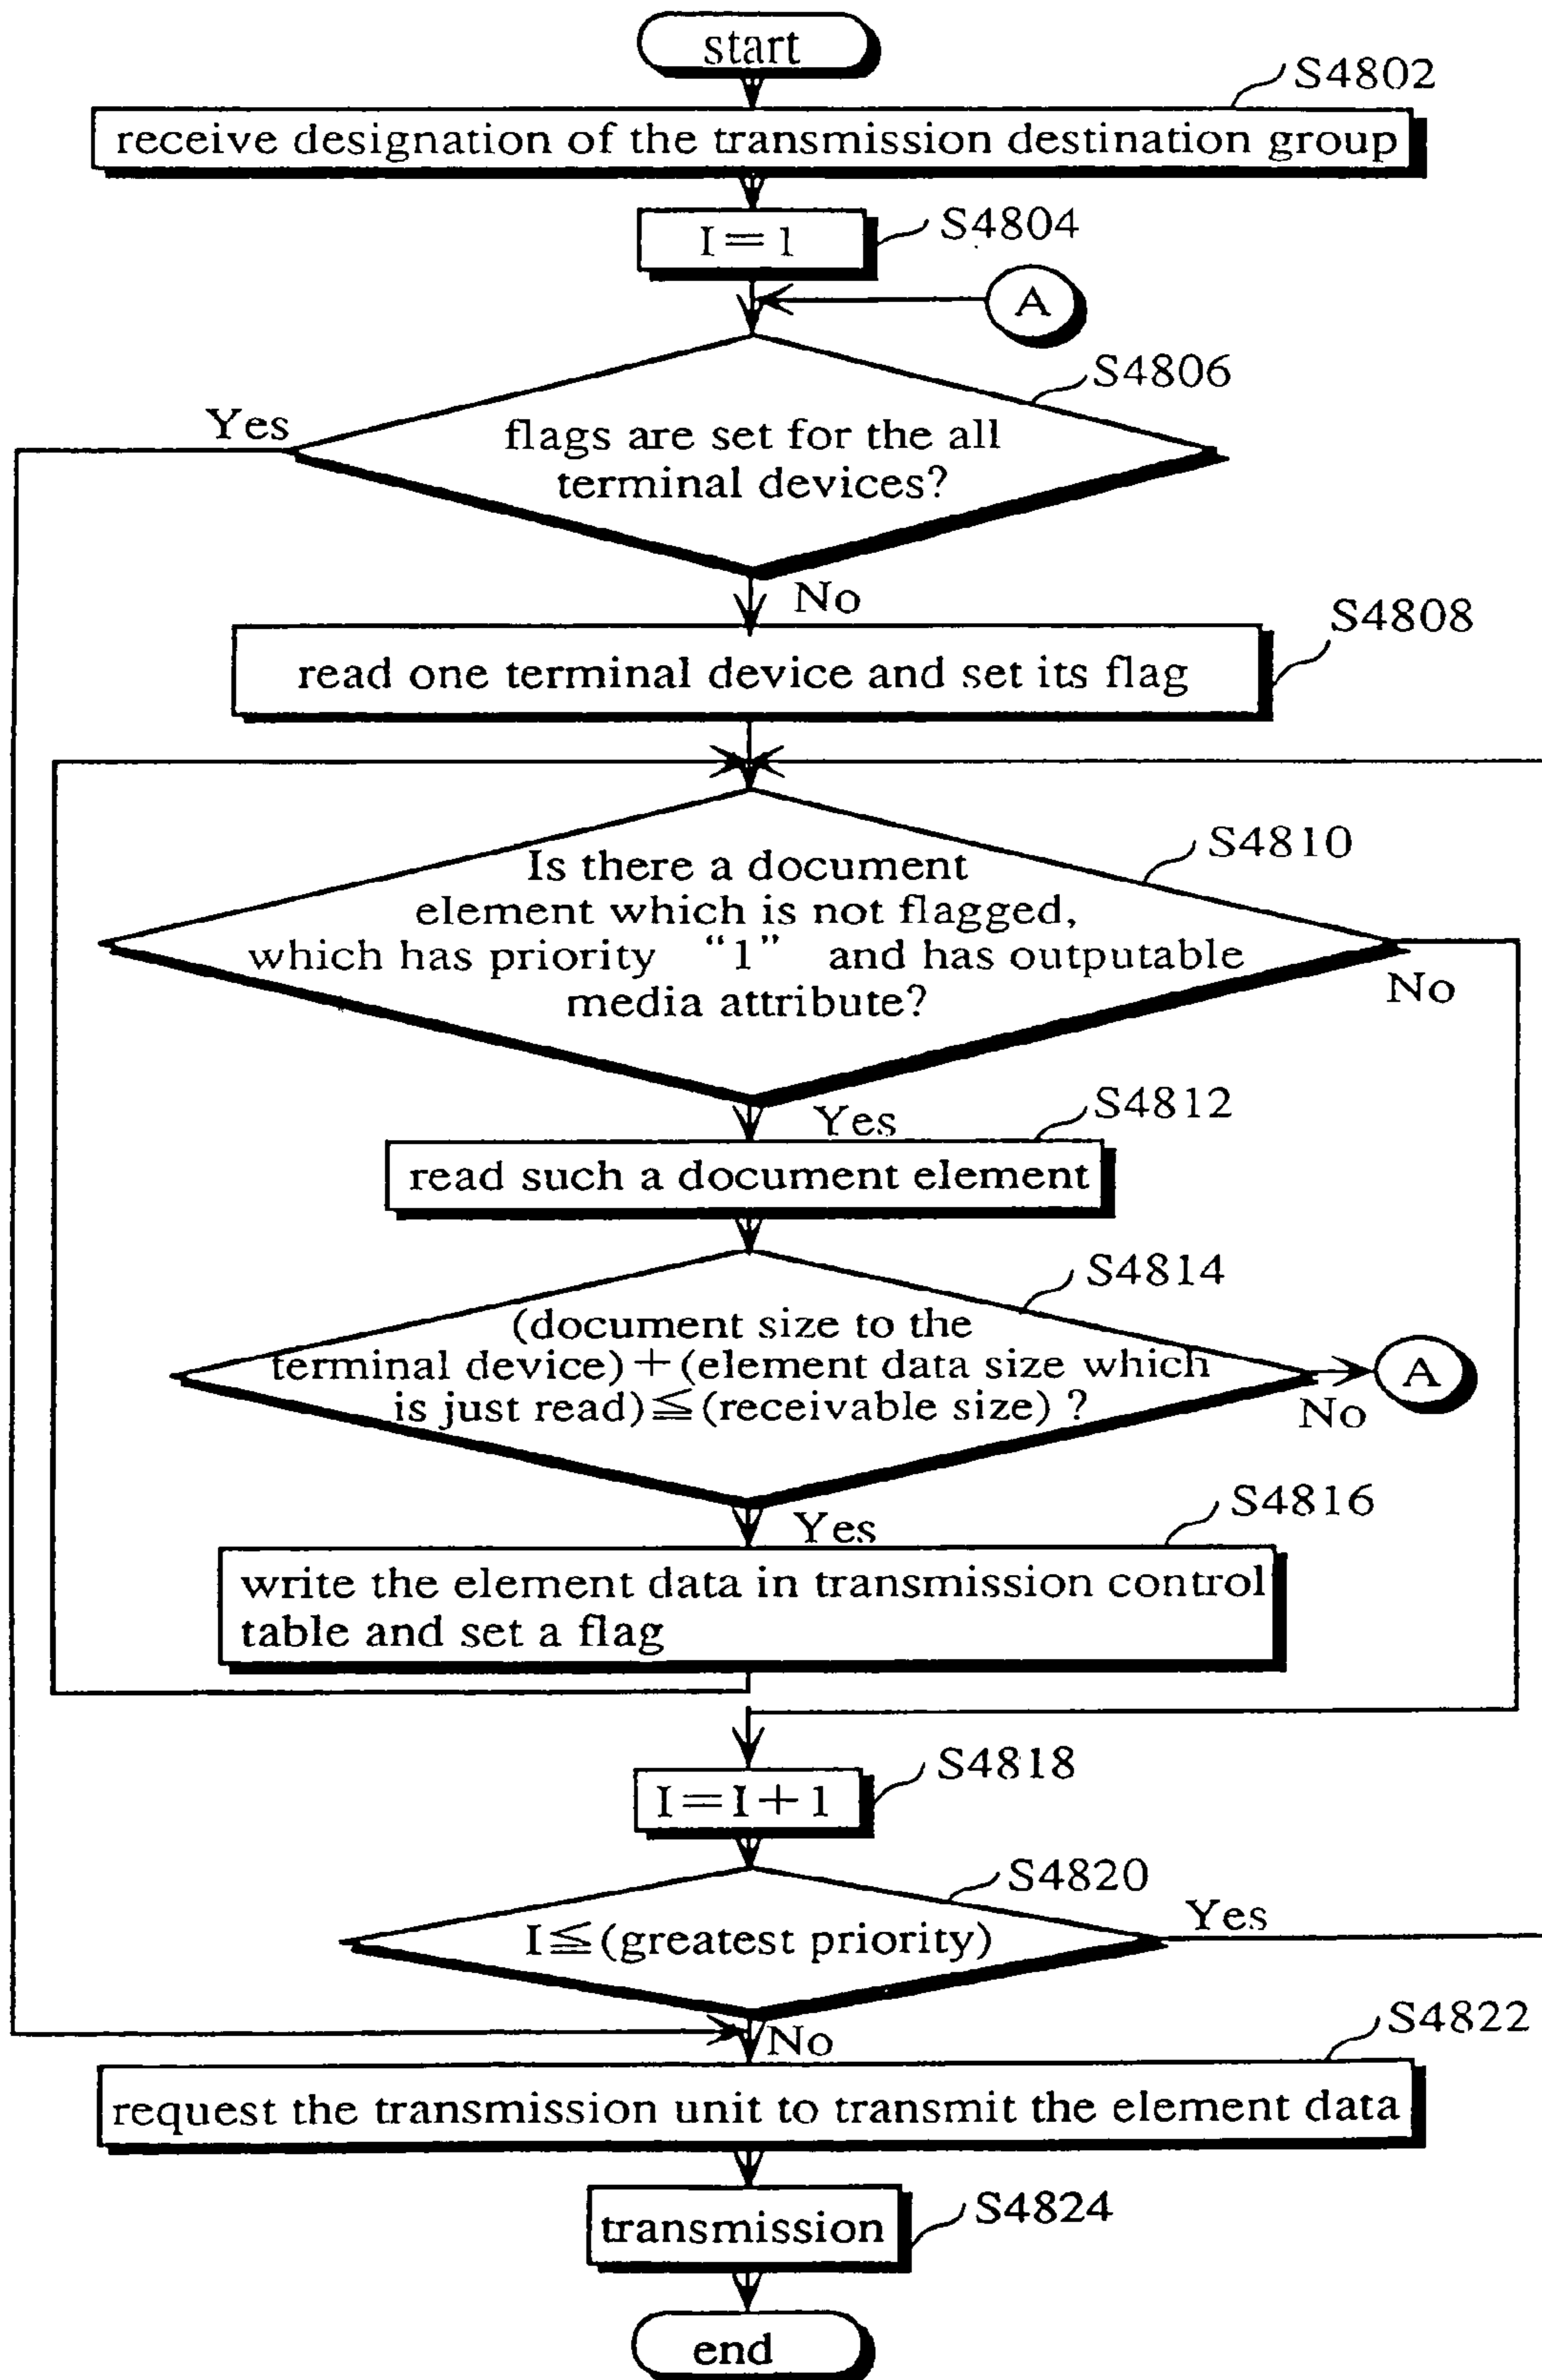 start
S4802
receive designation of the transmission destination group
I=1
S4804
A
S4806
Yes
flags are set for the all
terminal devices?
No
S4808
read one terminal device and set its flag
S4810
Is there a document
element which is not flagged,
which has priority “1” and has outputable
media attribute?
No
Yes
S4812
read such a document element
S4814
(document size to the
terminal device)+(element data size which
is just read)≦(receivable size) ?
A
No
S4816
Yes
write the element data in transmission control
table and set a flag
S4818
I=I+1
S4820
I≦(greatest priority)
Yes
No
S4822
request the transmission unit to transmit the element data
transmission
S4824
end